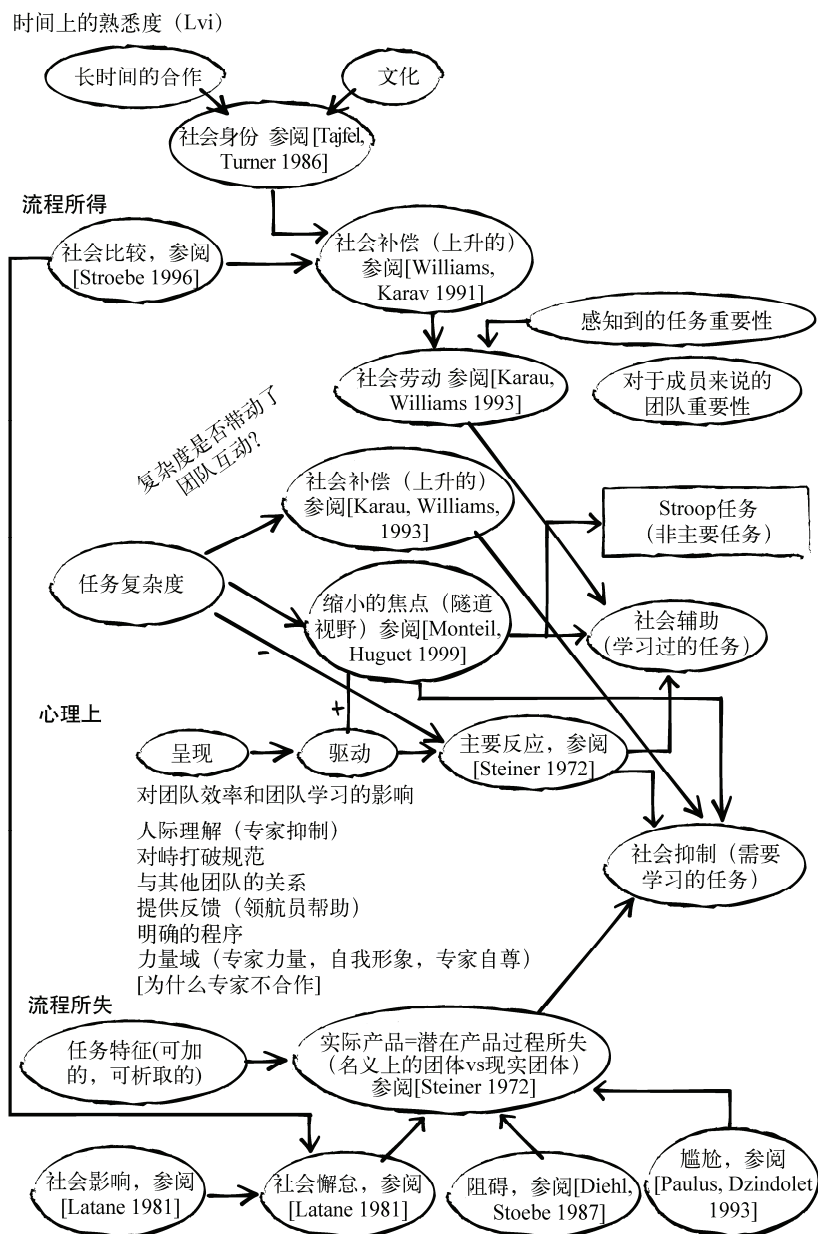 时间上的熟悉度（Lvi）
长时间的合作
文化
社会身份 参阅[Tajfel,
Turner 1986]
流程所得
社会比较，参阅
[Stroebe 1996]
社会补偿（上升的）
参阅[Williams,
Karav 1991]
感知到的任务重要性
社会劳动 参阅[Karau,
Williams 1993]
对于成员来说的
团队重要性
复杂度是否带动了
团队互动？
社会补偿（上升的）
参阅[Karau, Williams,
1993]
Stroop任务
（非主要任务）
任务复杂度
缩小的焦点（隧道
视野）参阅[Monteil,
Huguct 1999]
社会辅助
（学习过的任务）
-
+
心理上
呈现
驱动
主要反应，参阅
[Steiner 1972]
对团队效率和团队学习的影响
人际理解（专家抑制）
对峙打破规范
与其他团队的关系
提供反馈（领航员帮助）
明确的程序
力量域（专家力量，自我形象，专家自尊）
[为什么专家不合作]
社会抑制（需要
学习的任务）
流程所失
任务特征(可加
的，可析取的)
实际产品=潜在产品过程所失
（名义上的团体vs现实团体）
参阅[Steiner 1972]
社会影响，参阅
[Latane 1981]
社会懈怠，参阅
[Latane 1981]
阻碍，参阅[Diehl,
Stoebe 1987]
尴尬，参阅
[Paulus, Dzindolet
1993]